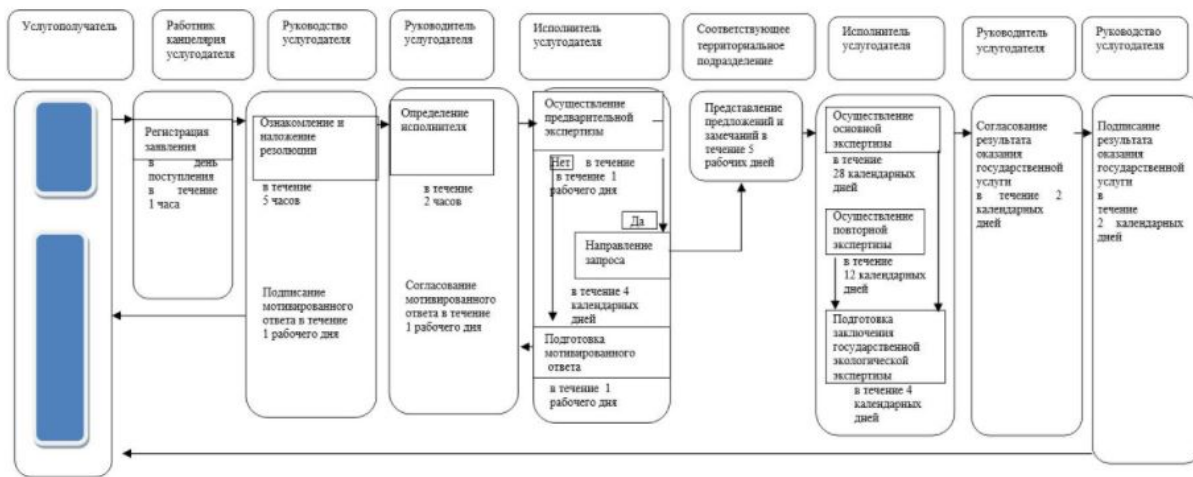 Услугополучатель
Работник
канцелярия
услугодателя
Руководство
услугодателя
Руководитель
услугодателя
Исполнитель
услугодателя
Соответствующее
территориальное
подразделение
Исполнитель
услугодателя
Руководитель
услугодателя
Руководство
услугодателя
Регистрация
заявления
в день
поступления
в течение
1 часа
Ознакомление и
наложение
резолюции
в течение
5 часов
Подписание
мотивированного
ответа в течение
1 рабочего дня
Определение
исполнителя
в течение
2 часов
Согласование
мотивированного
ответа в течение
1 рабочего дня
Осуществление
предварительной
экспертизы
Нет в течение
в течение 1
рабочего дня
Да
Направление
запроса
в течение 4
календарных
дней
Подготовка
мотивированного
ответа
в течение 1
рабочего дня
Представление
предложений и
замечаний в
течение 5
рабочих дней
Осуществление
основной
экспертизы
в течение
28 календарных
дней
Осуществление
повторной
экспертизы
в течение
12 календарных
дней
Подготовка
заключения
государственной
экологической
экспертизы
в течение 4
календарных
дней
Согласование
результата
оказания
государственной
услуги
в течение 2
календарных
дней
Подписание
результата
оказания
государственной
услуги
в
течение
2 календарных
дней